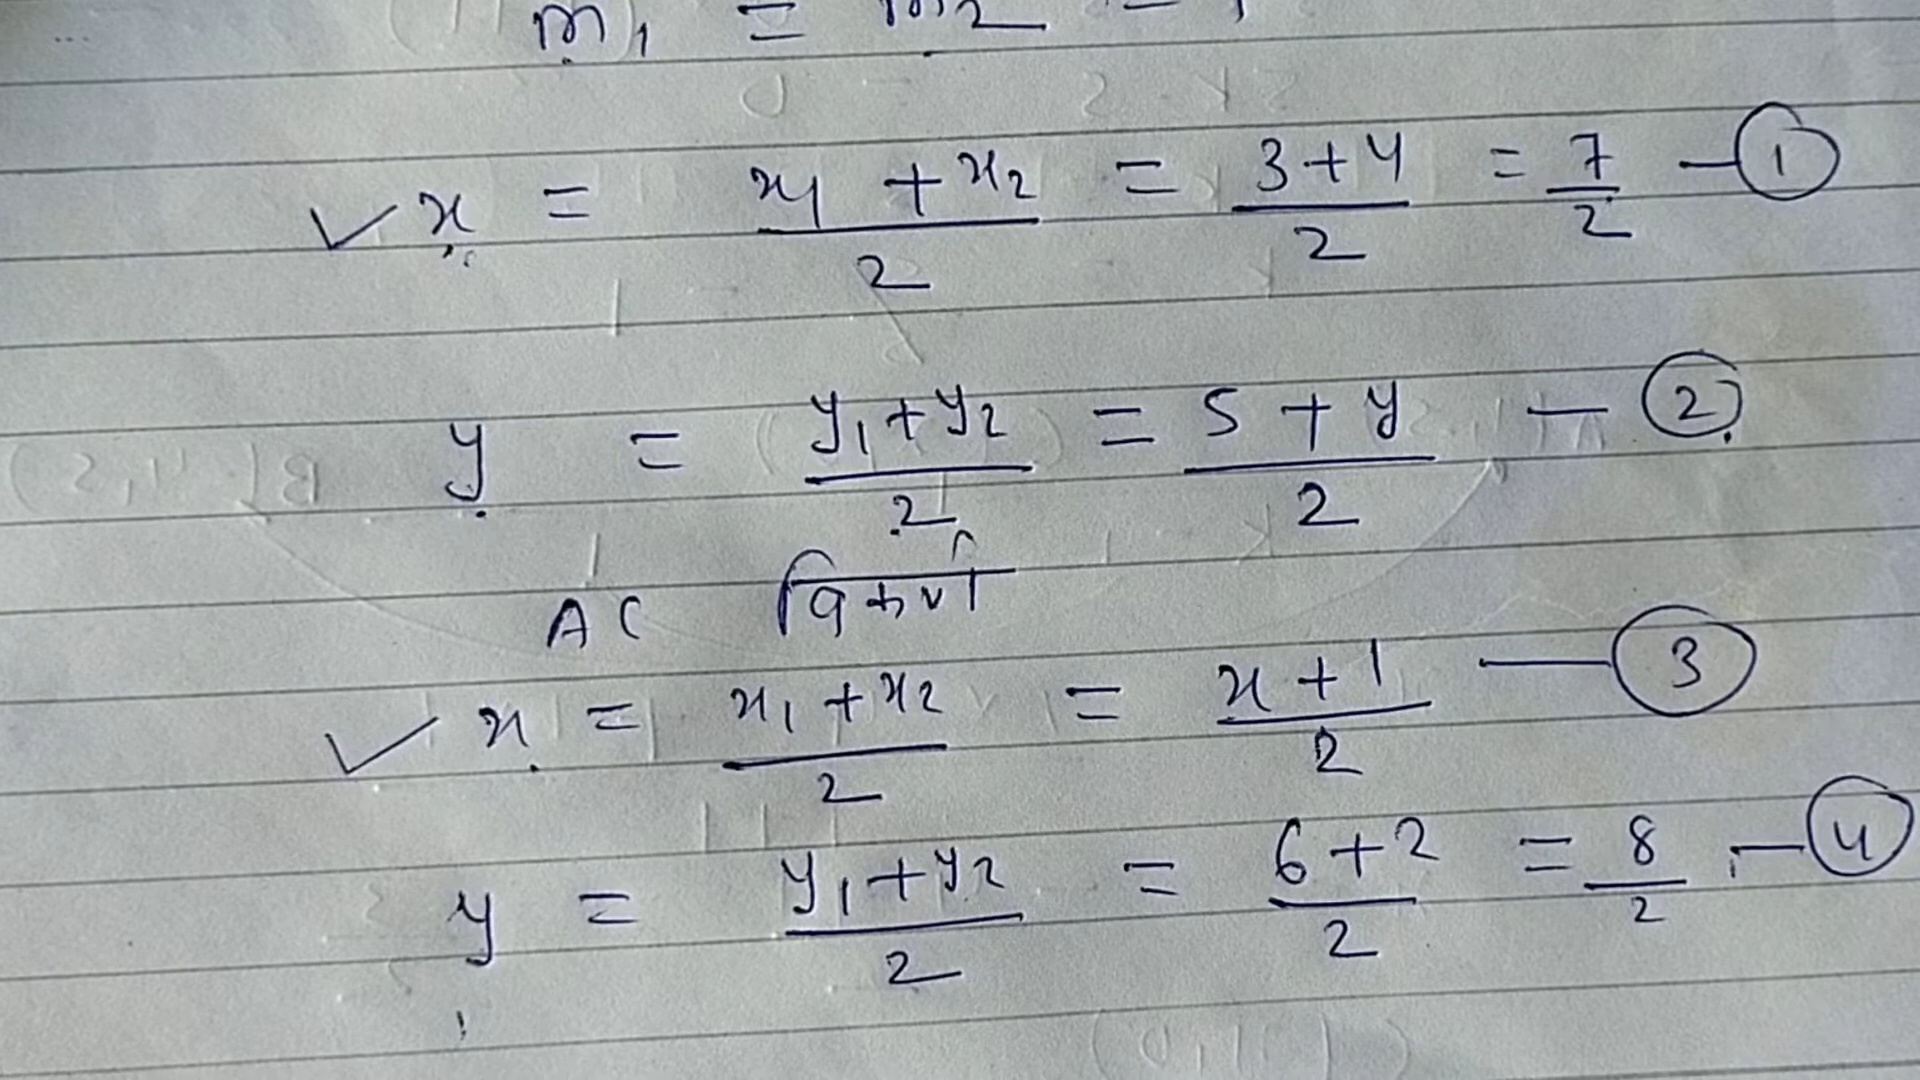 m₁ = m₂ =
✓ x = (x₁ + x₂)/2 = (3+4)/2 = 7/2 — ①
y = (y₁+y₂)/2 = (5 + y)/2 — ②
AC
✓ x = (x₁ + x₂)/2 = (x + 1)/2 — ③
y = (y₁+y₂)/2 = (6+2)/2 = 8/2 — ④